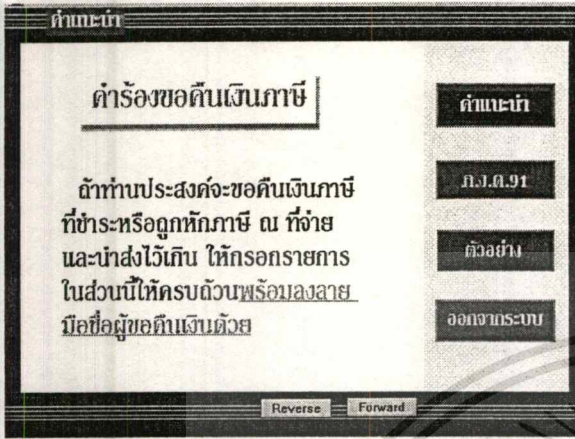 คำแนะนำ
คำร้องขอคืนเงินภาษี
ถ้าท่านประสงค์จะขอคืนเงินภาษี
ที่ชำระหรือถูกหักภาษี ณ ที่จ่าย
และนำส่งไว้เกิน ให้กรอกรายการ
ในส่วนนี้ให้ครบถ้วนพร้อมลงลาย
มือชื่อผู้ขอคืนเงินด้วย
คำแนะนำ
ภ.ง.ด.91
ตัวอย่าง
ออกจากระบบ
Reverse Forward